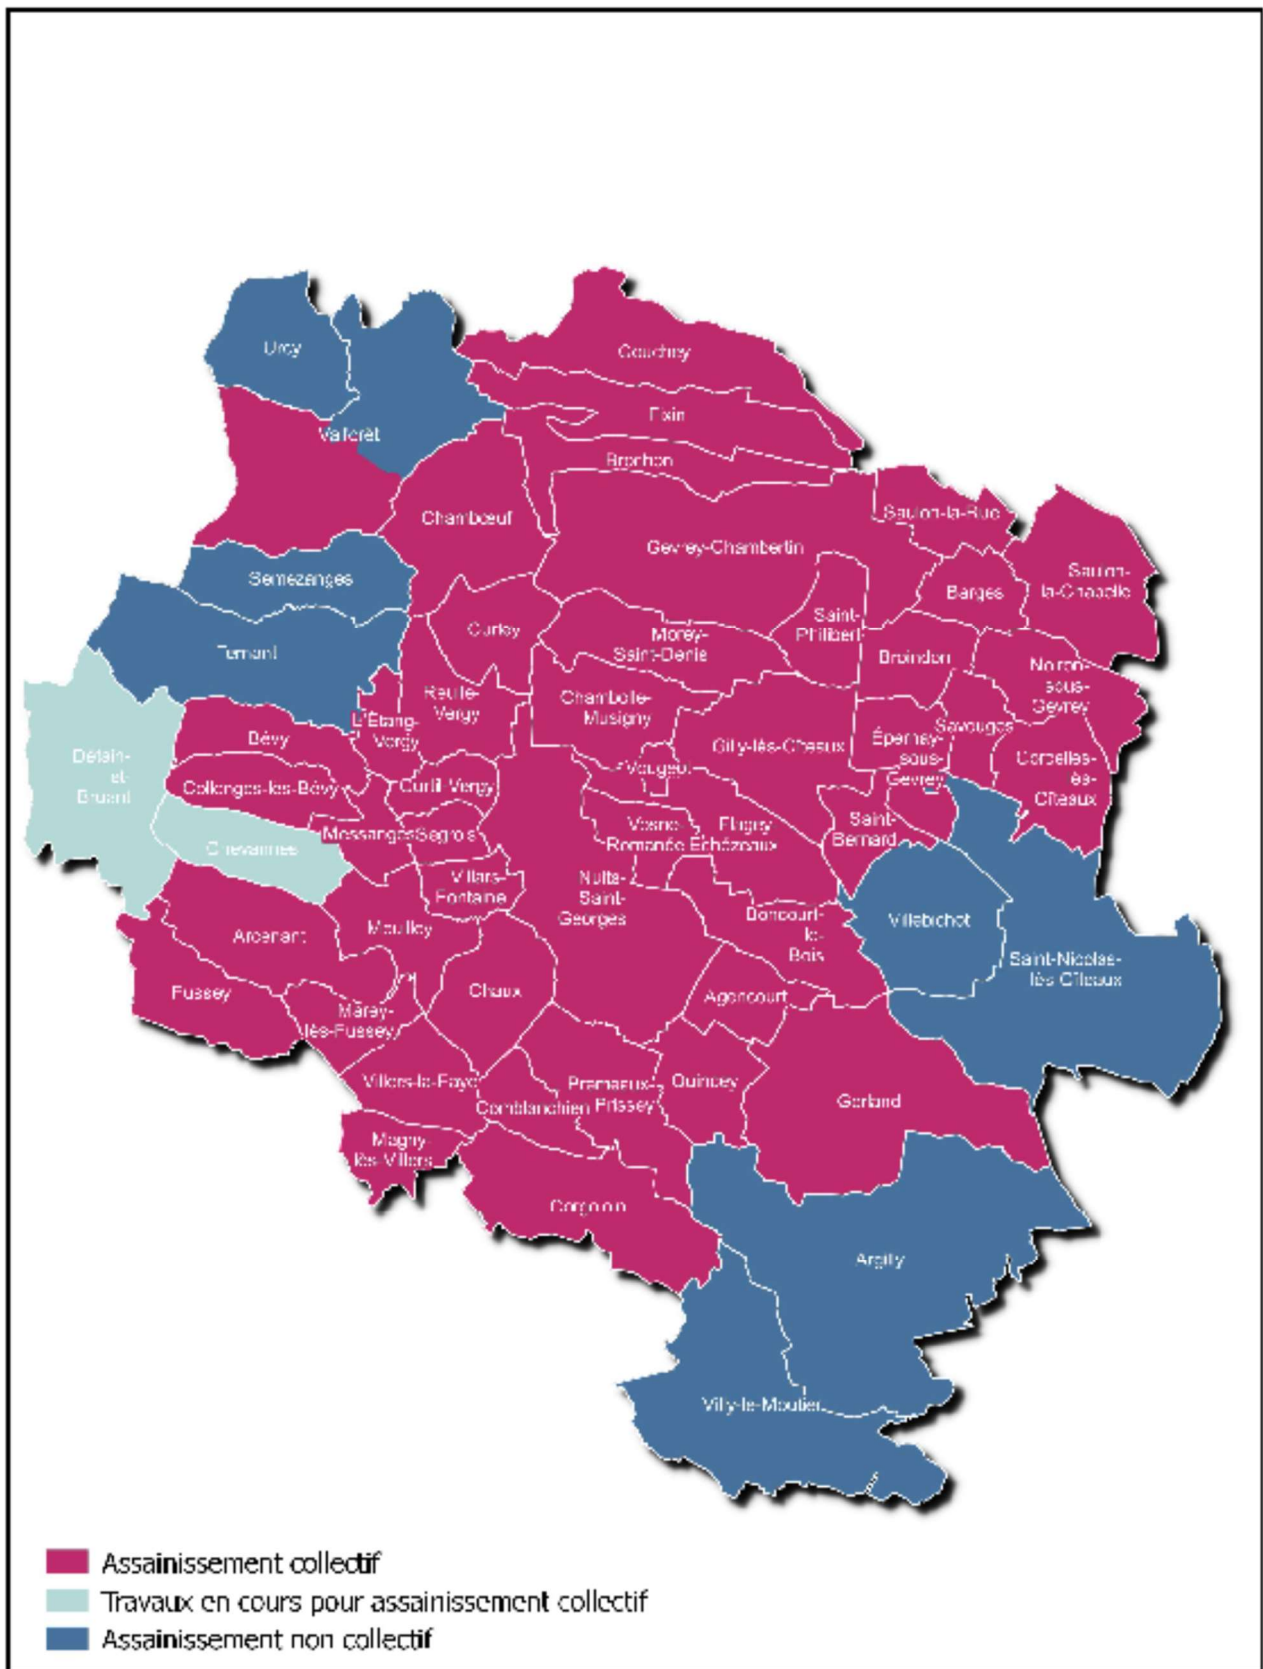 Urcy
Couchey
Fixin
Valforêt
Brochon
Chambœuf
Saulon-la-Rue
Gevrey-Chambertin
Semezanges
Saulon-
la-Chapelle
Barges
Saint-
Philibert
Curley
Morey-
Saint-Denis
Ternant
Broindon
Noiron-
sous-
Gevrey
Reulle-
Vergy
Chambolle-
Musigny
L'Étang-
Vergy
Savouges
Bévy
Gilly-lès-Cîteaux
Épernay-
sous-
Gevrey
Corcelles-
ès-
Cîteaux
Détain-
et-
Bruant
Vougeot
Collonges-lès-Bévy
Curtil-Vergy
Saint-
Bernard
Vosne-
Romanée
Flagey-
Echézeaux
Messanges
Segrois
Chevannes
Villars-
Fontaine
Nuits-
Saint-
Georges
Villebichot
Boncourt-
le-
Bois
Meuilley
Arcenant
Saint-Nicolas-
lès-Cîteaux
Fussey
Chaux
Agencourt
Marey-
lès-Fussey
Villers-la-Faye
Premeaux-
Prissey
Quincey
Comblanchien
Gerland
Magny-
lès-Villers
Corgoloin
Argilly
Villy-le-Moutier
Assainissement collectif
Travaux en cours pour assainissement collectif
Assainissement non collectif